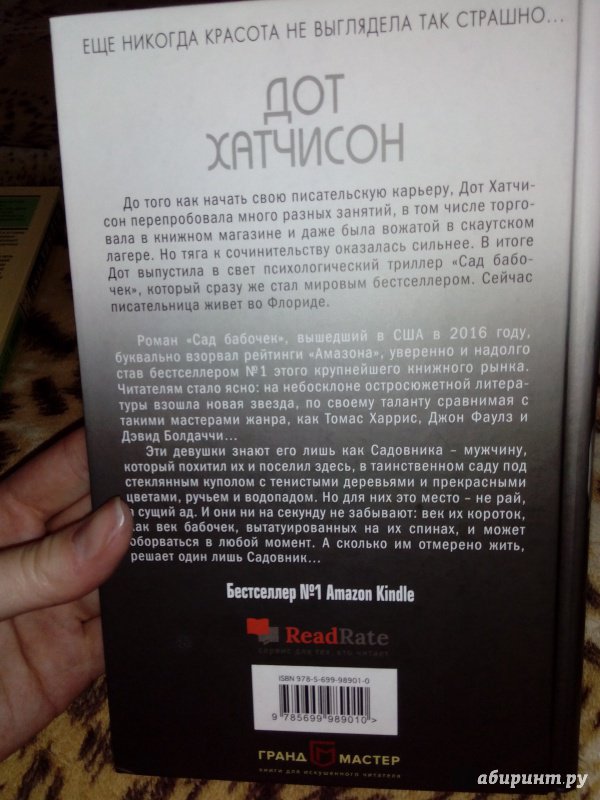 ЕЩЕ НИКОГДА КРАСОТА НЕ ВЫГЛЯДЕЛА ТАК СТРАШНО...
ДОТ
ХАТЧИСОН
До того как начать свою писательскую карьеру, Дот Хатчи-
сон перепробовала много разных занятий, в том числе торго-
вала в книжном магазине и даже была вожатой в скаутском
лагере. Но тяга к сочинительству оказалась сильнее. В итоге
Дот выпустила в свет психологический триллер «Сад бабо-
чек», который сразу же стал мировым бестселлером. Сейчас
писательница живет во Флориде.
Роман «Сад бабочек», вышедший в США в 2016 году,
буквально взорвал рейтинги «Амазона», уверенно и надолго
став бестселлером №1 этого крупнейшего книжного рынка.
Читателям стало ясно: на небосклоне остросюжетной литера-
туры взошла новая звезда, по своему таланту сравнимая с
такими мастерами жанра, как Томас Харрис, Джон Фаулз и
Дэвид Болдаччи...
Эти девушки знают его лишь как Садовника – мужчину,
который похитил их и поселил здесь, в таинственном саду под
стеклянным куполом с тенистыми деревьями и прекрасными
цветами, ручьем и водопадом. Но для них это место – не рай,
а сущий ад. И они ни на секунду не забывают: век их короток,
как век бабочек, вытатуированных на их спинах, и может
оборваться в любой момент. А сколько им отмерено жить,
решает один лишь Садовник...
Бестселлер №1 Amazon Kindle
ReadRate
сервис для тех, кто читает
ISBN 978-5-699-98901-0
9 785699 989010 >
ГРАНД МАСТЕР
книги для искушенного читателя
абиринт.ру